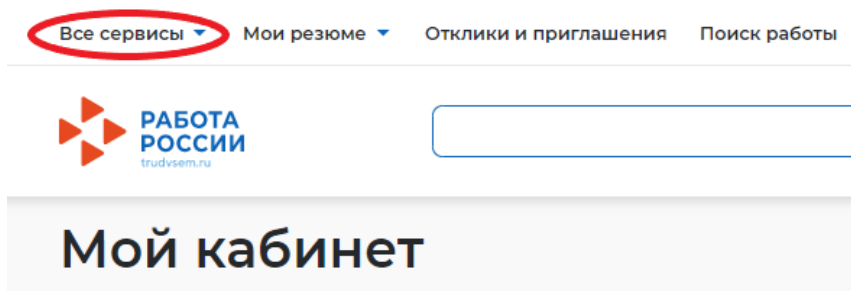 Все сервисы Мои резюме Отклики и приглашения Поиск работы
РАБОТА
РОССИИ
trudvsem.ru
Мой кабинет